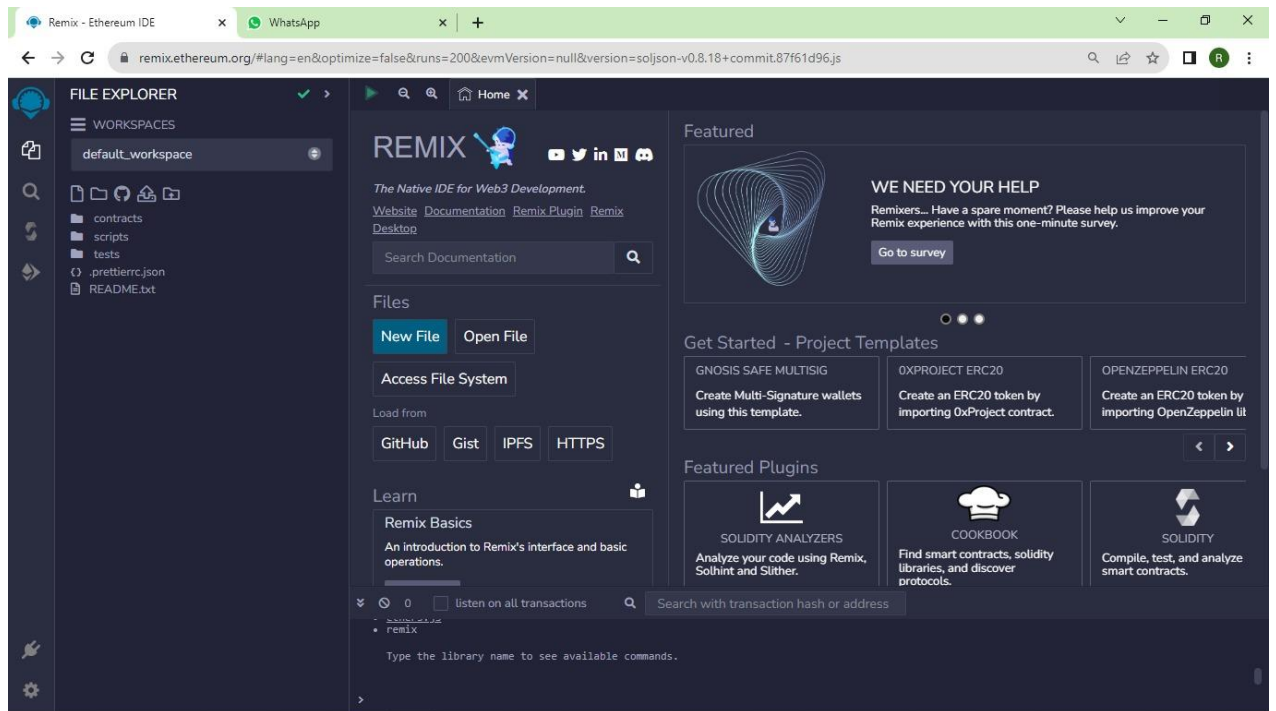 Remix - Ethereum IDE
WhatsApp
remix.ethereum.org/#lang=en&optimize=false&runs=200&evmVersion=null&version=soljson-v0.8.18+commit.87f61d96.js
R
FILE EXPLORER
WORKSPACES
default_workspace
contracts
scripts
tests
.prettierrc.json
README.txt
Home
REMIX
The Native IDE for Web3 Development.
Website Documentation Remix Plugin Remix
Desktop
Search Documentation
Files
New File Open File
Access File System
Load from
GitHub Gist IPFS HTTPS
Learn
Remix Basics
An introduction to Remix's interface and basic
operations.
Featured
WE NEED YOUR HELP
Remixers... Have a spare moment? Please help us improve your
Remix experience with this one-minute
survey.
Go to survey
Get Started - Project Templates
GNOSIS SAFE MULTISIG
Create Multi-Signature wallets
using this template.
0XPROJECT ERC20
Create an ERC20 token by
importing 0xProject contract.
OPENZEPPELIN ERC20
Create an ERC20 token by
importing OpenZeppelin lil
Featured Plugins
SOLIDITY ANALYZERS
Analyze your code using Remix,
Solhint and Slither.
COOKBOOK
Find smart contracts, solidity
libraries, and discover
protocols.
SOLIDITY
Compile, test, and analyze
smart contracts.
0 listen on all transactions Search with transaction hash or address
remix
Type the library name to see available commands.
>